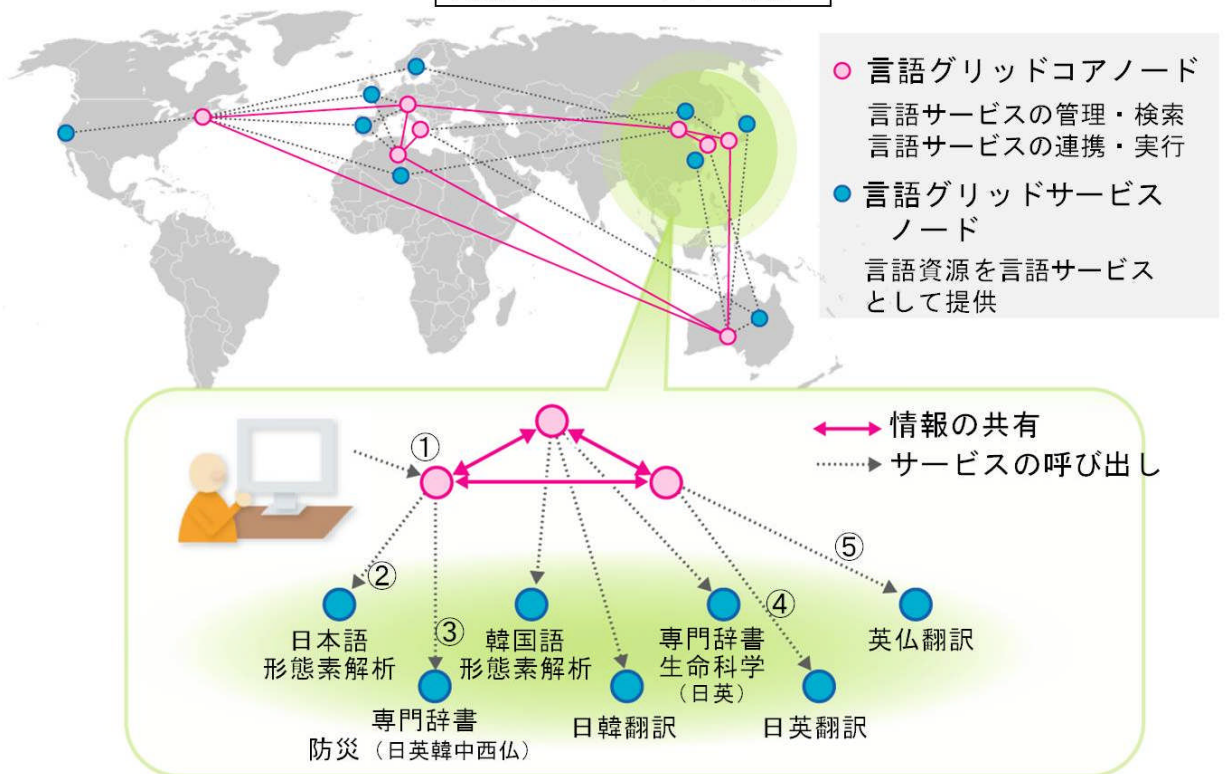 言語グリッドコアノード
言語サービスの管理・検索
言語サービスの連携・実行
言語グリッドサービス
ノード
言語資源を言語サービス
として提供
情報の共有
サービスの呼び出し
①
②
③
④
⑤
日本語
形態素解析
専門辞書
防災（日英韓中西仏）
韓国語
形態素解析
日韓翻訳
専門辞書
生命科学
（日英）
日英翻訳
英仏翻訳